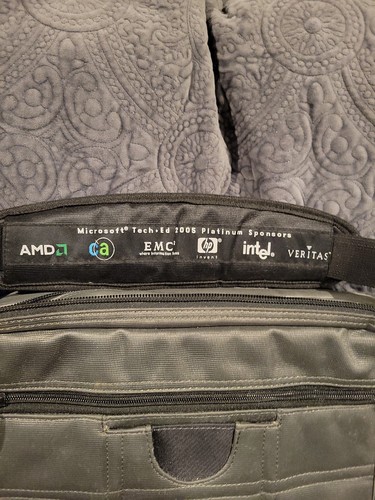 Microsoft® Tech•Ed 2005 Platinum Sponsors
AMD ca EMC² hp intel® VERITAS
where information lives invent